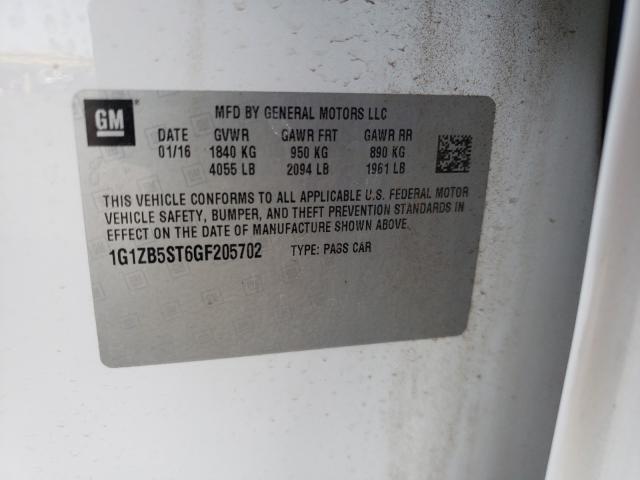 GM
MFD BY GENERAL MOTORS LLC
DATE GVWR GAWR FRT GAWR RR
01/16 1840 KG 950 KG 890 KG
4055 LB 2094 LB 1961 LB
THIS VEHICLE CONFORMS TO ALL APPLICABLE U.S. FEDERAL MOTOR
VEHICLE SAFETY, BUMPER, AND THEFT PREVENTION STANDARDS IN
EFFECT ON THE DATE OF MANUFACTURE SHOWN ABOVE.
1G1ZB5ST6GF205702 TYPE: PASS CAR